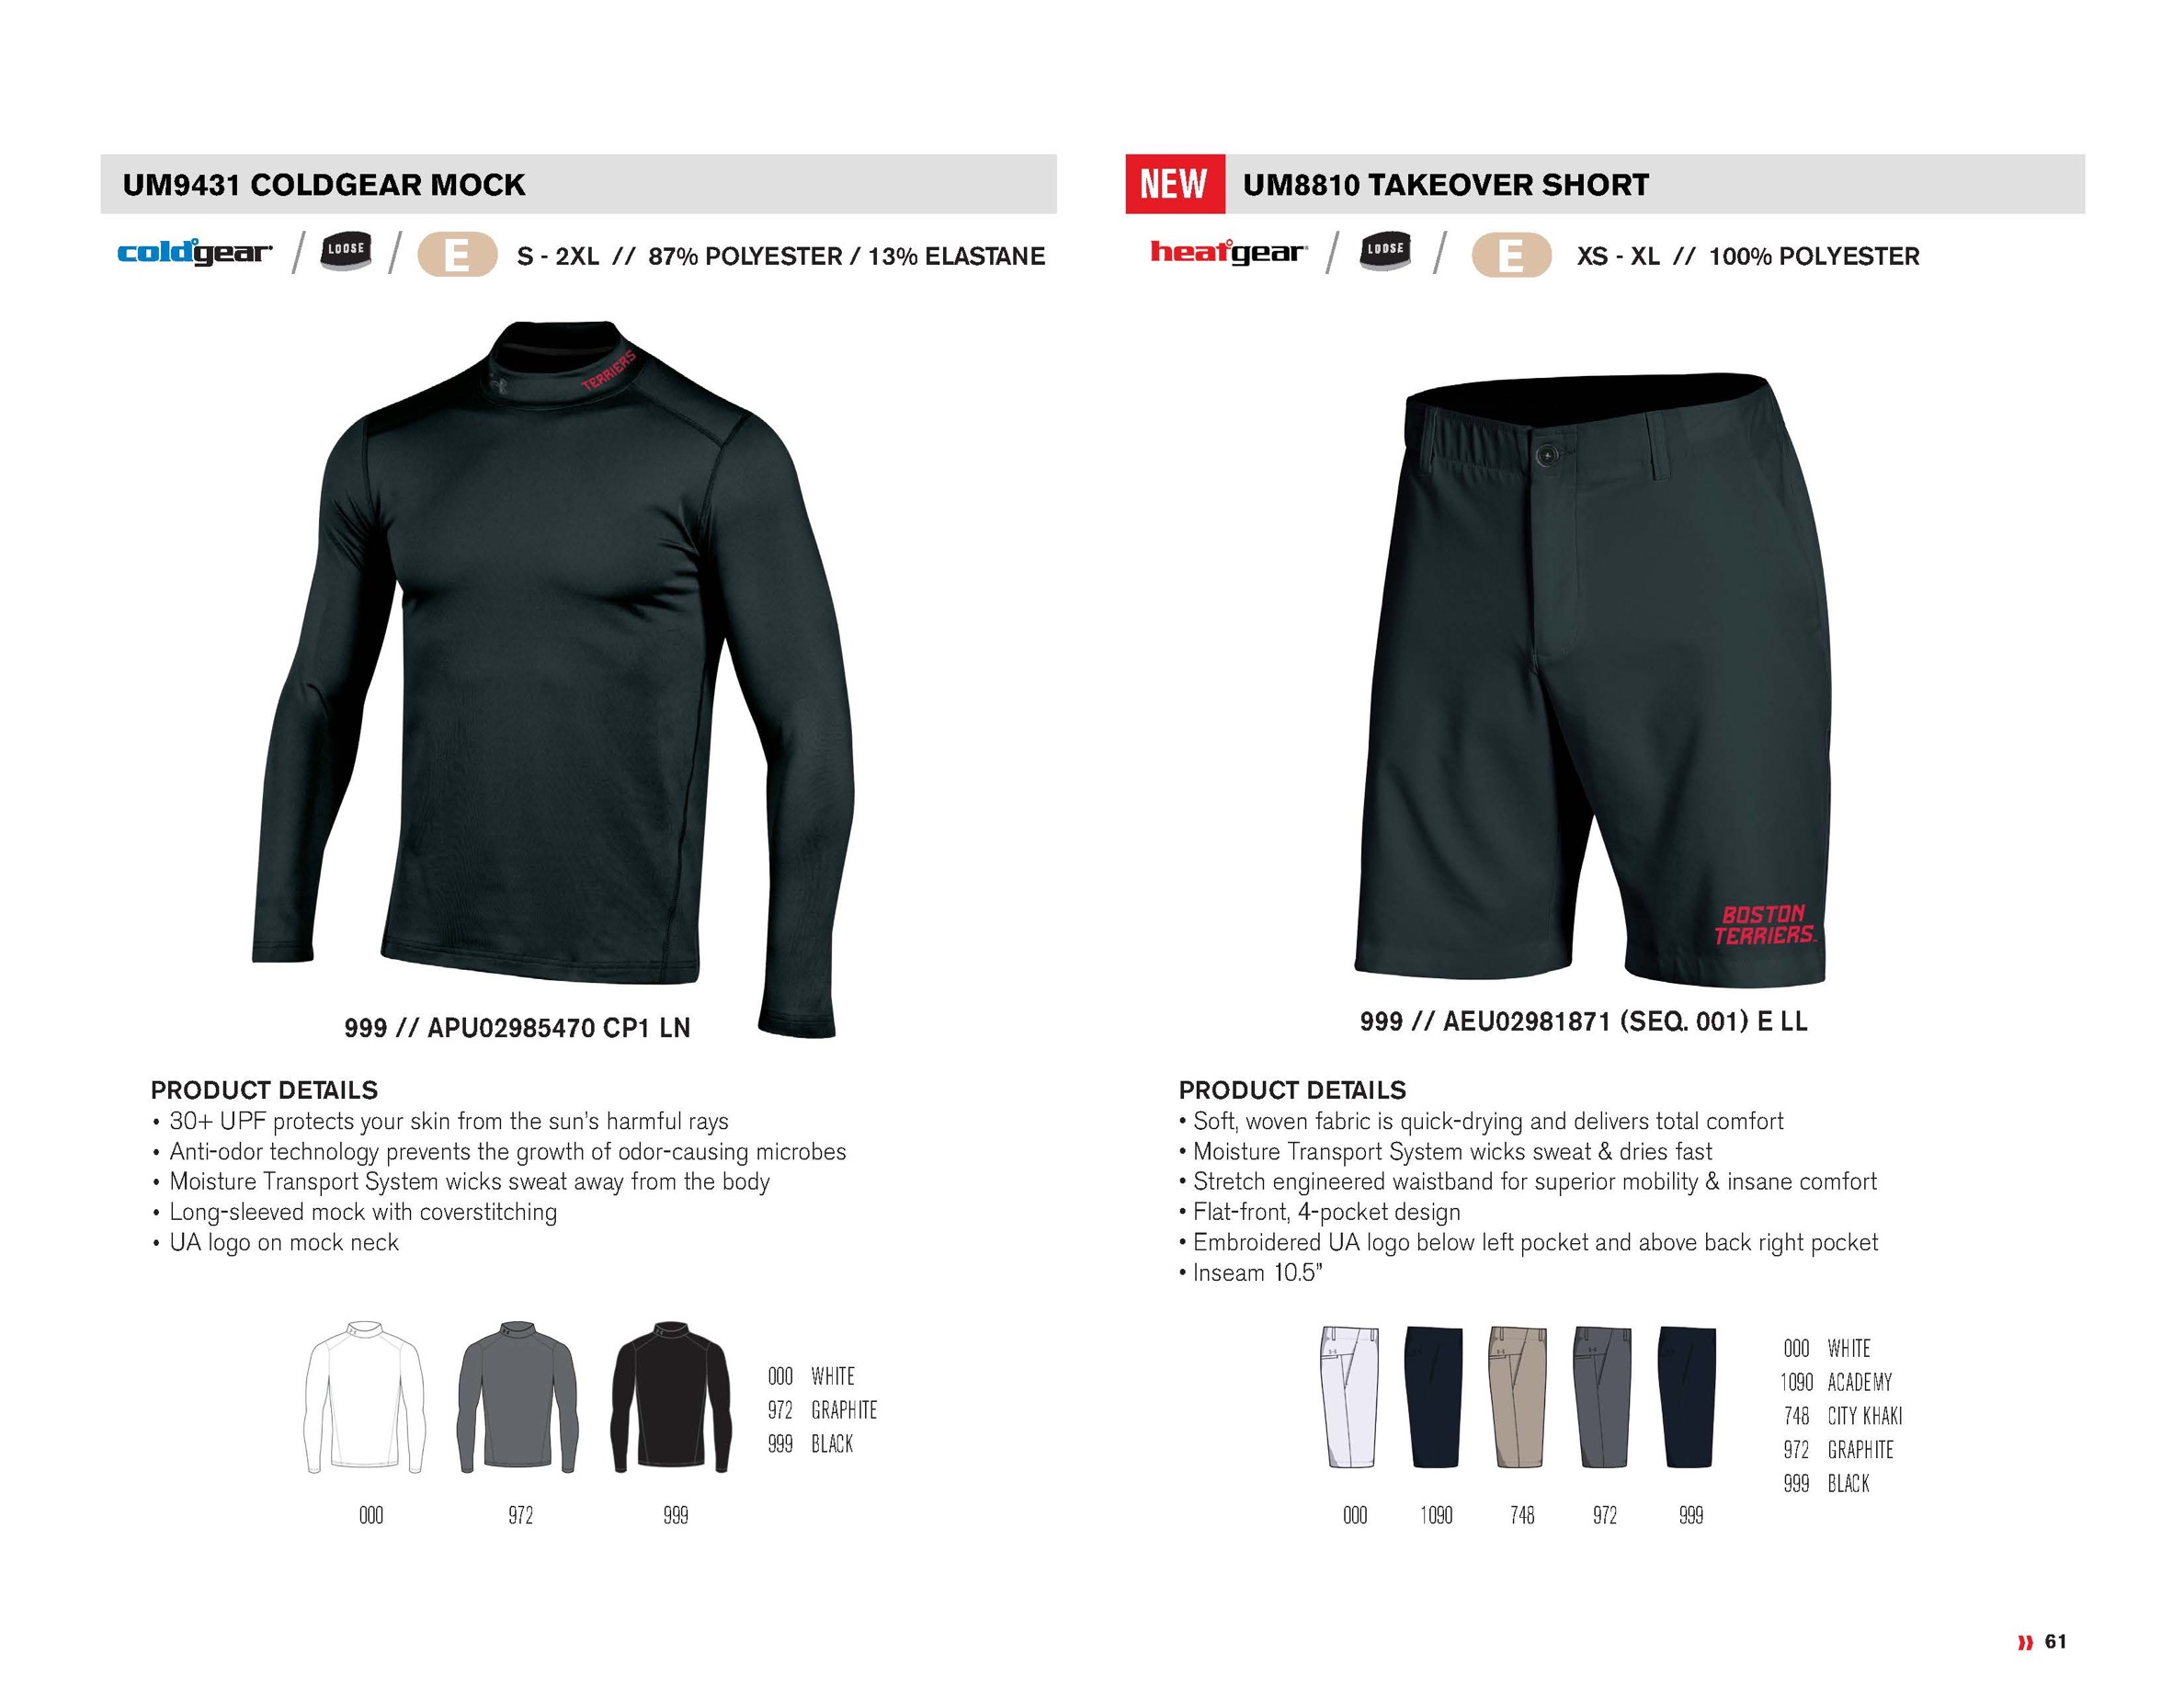 UM9431 COLDGEAR MOCK
coldgear / LOOSE / E S - 2XL // 87% POLYESTER / 13% ELASTANE
TERRIERS
999 // APU02985470 CP1 LN
PRODUCT DETAILS
• 30+ UPF protects your skin from the sun’s harmful rays
• Anti-odor technology prevents the growth of odor-causing microbes
• Moisture Transport System wicks sweat away from the body
• Long-sleeved mock with coverstitching
• UA logo on mock neck
000 WHITE
972 GRAPHITE
999 BLACK
000 972 999
NEW UM8810 TAKEOVER SHORT
heatgear / LOOSE / E XS - XL // 100% POLYESTER
BOSTON
TERRIERS
999 // AEU02981871 (SEQ. 001) E LL
PRODUCT DETAILS
• Soft, woven fabric is quick-drying and delivers total comfort
• Moisture Transport System wicks sweat & dries fast
• Stretch engineered waistband for superior mobility & insane comfort
• Flat-front, 4-pocket design
• Embroidered UA logo below left pocket and above back right pocket
• Inseam 10.5”
000 WHITE
1090 ACADEMY
748 CITY KHAKI
972 GRAPHITE
999 BLACK
000 1090 748 972 999
61